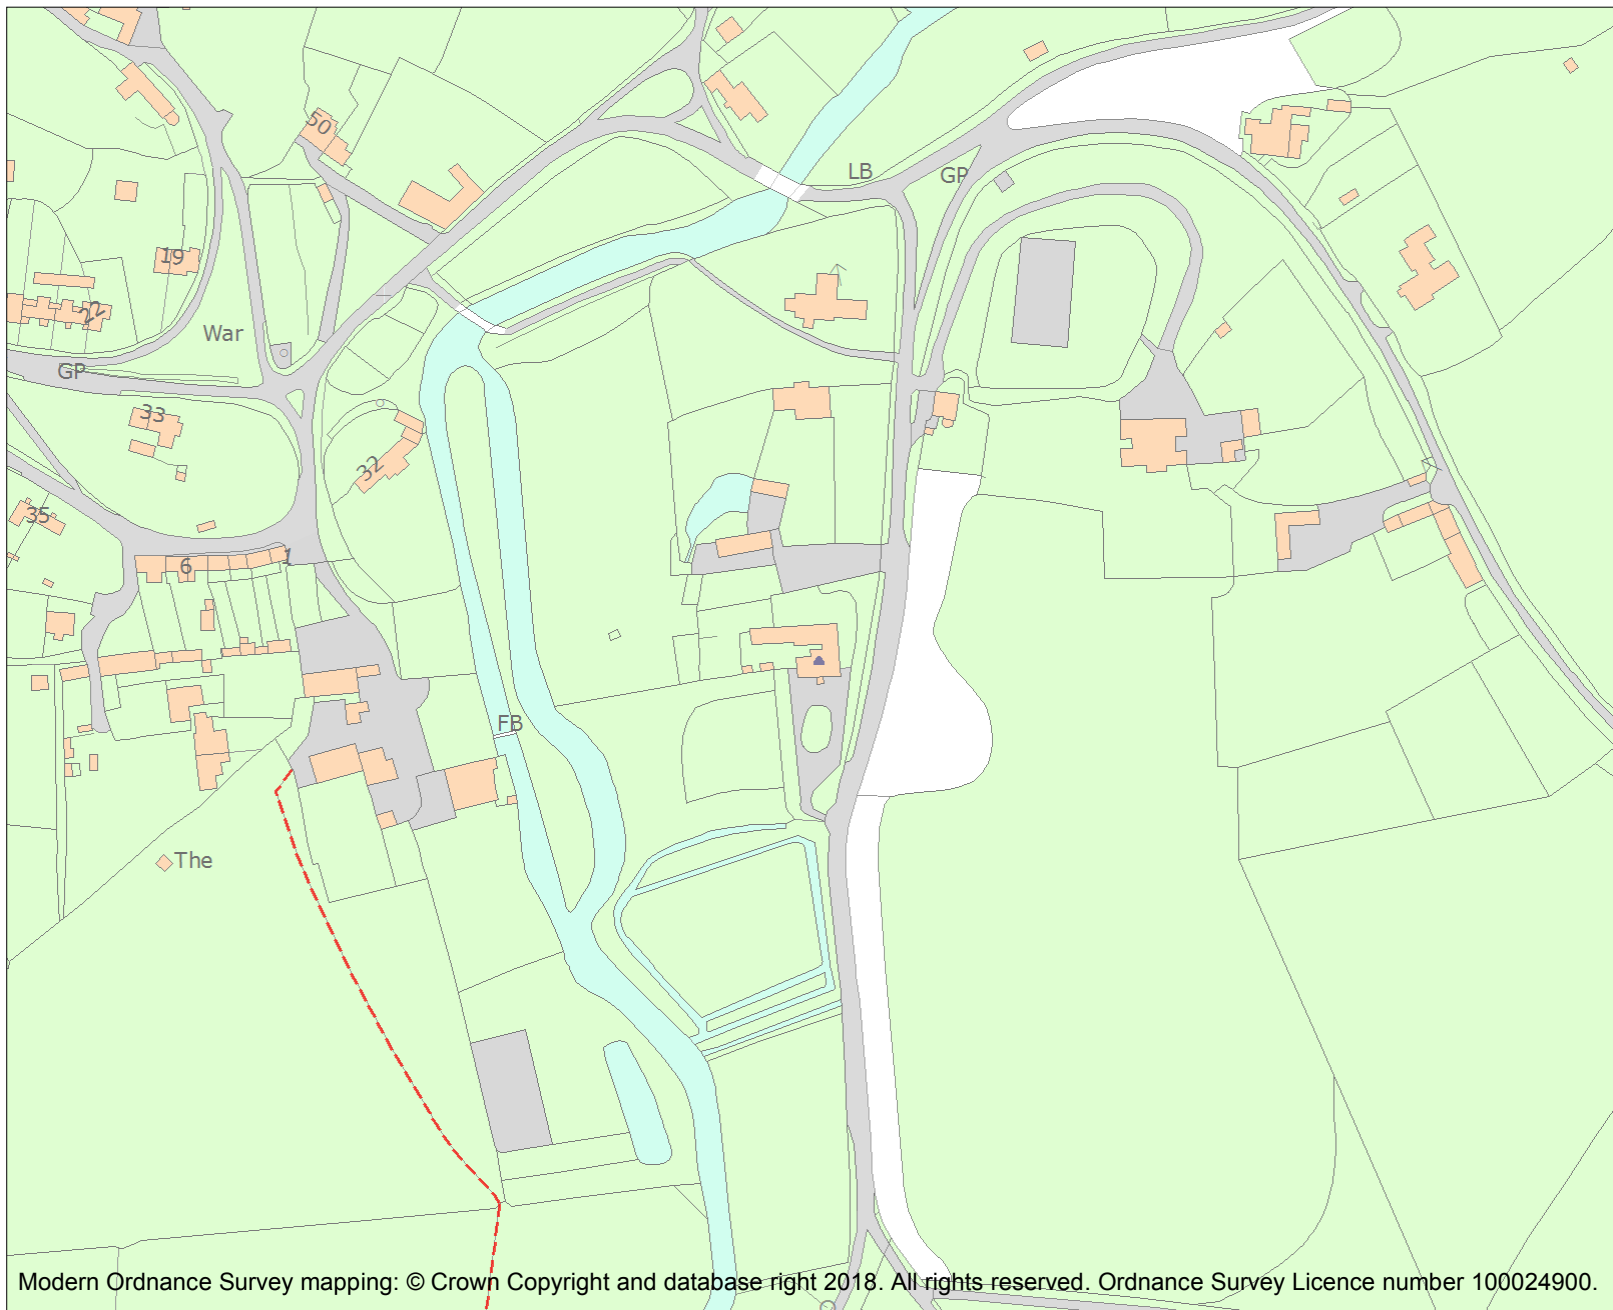 50
LB
GP
19
22
War
GP
33
32
35
6
1
FB
The
Modern Ordnance Survey mapping: © Crown Copyright and database right 2018. All rights reserved. Ordnance Survey Licence number 100024900.